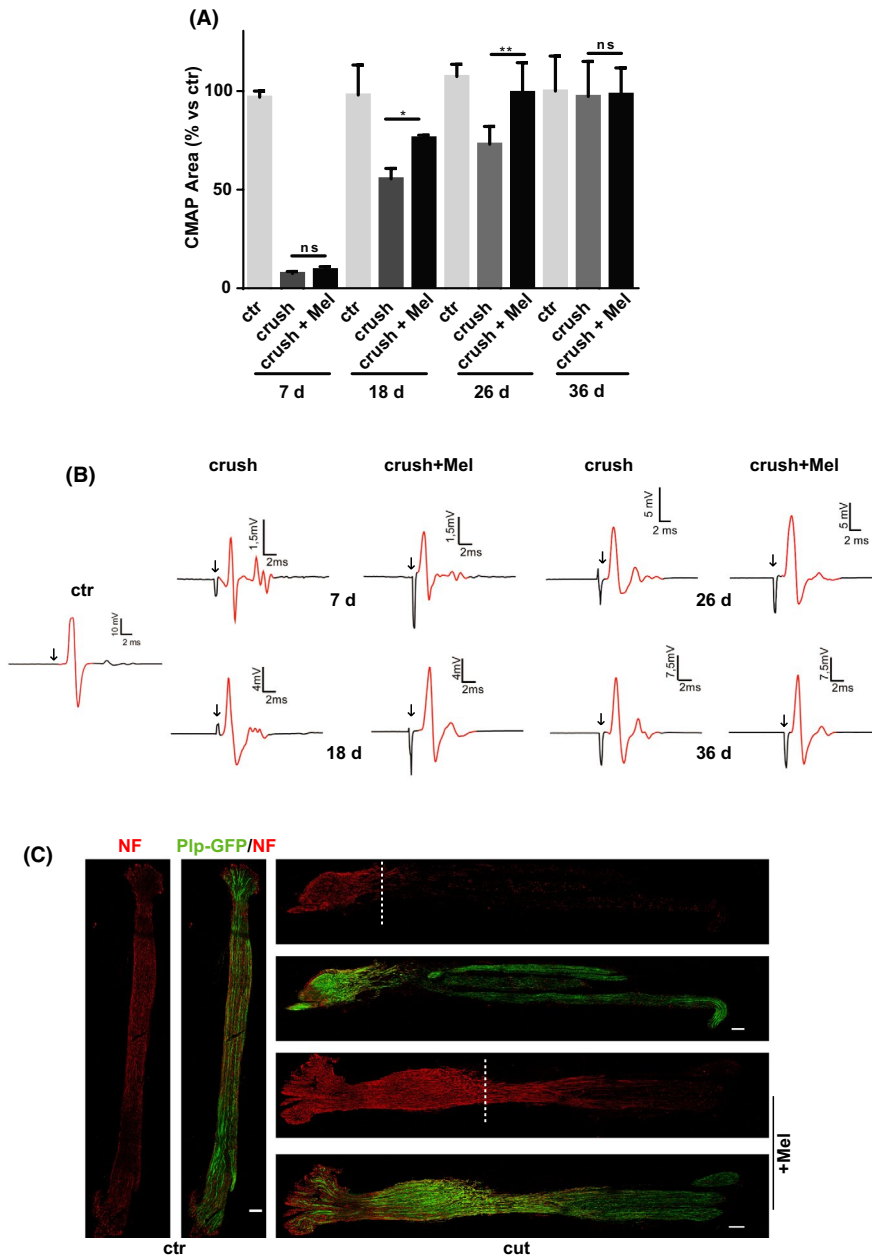 (A)
CMAP Area (% vs ctr)
100
50
0
ns
*
**
ns
ctr
crush
crush + Mel
ctr
crush
crush + Mel
ctr
crush
crush + Mel
ctr
crush
crush + Mel
7 d
18 d
26 d
36 d
(B)
crush
crush+Mel
crush
crush+Mel
ctr
10 mV
2 ms
1,5mV
2ms
1,5mV
2ms
5 mV
2 ms
5 mV
2 ms
7 d
26 d
4mV
2ms
4mV
2ms
7,5mV
2ms
7,5mV
2ms
18 d
36 d
(C)
NF
Plp-GFP/NF
+Mel
ctr
cut